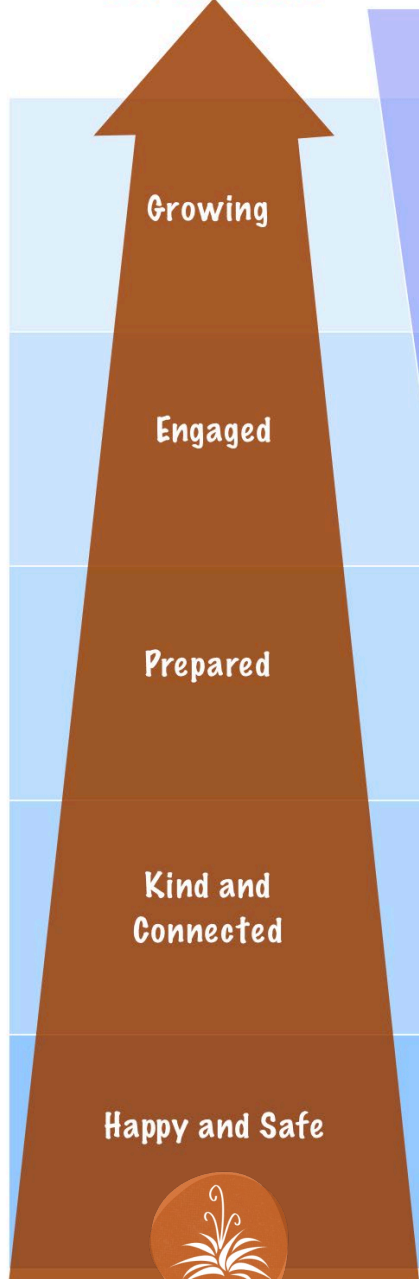 Growing
Engaged
Prepared
Kind and
Connected
Happy and Safe